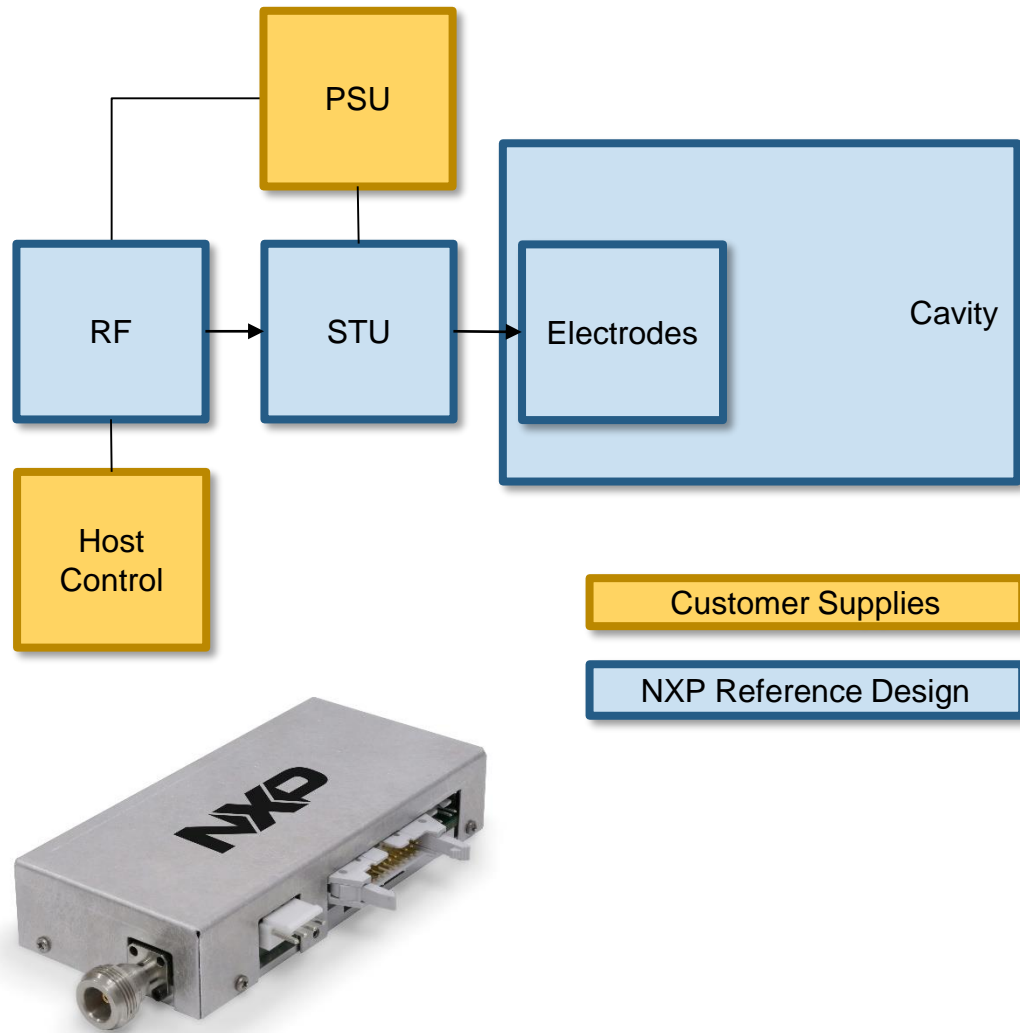 PSU
RF
STU
Electrodes
Cavity
Host
Control
Customer Supplies
NXP Reference Design
NXP